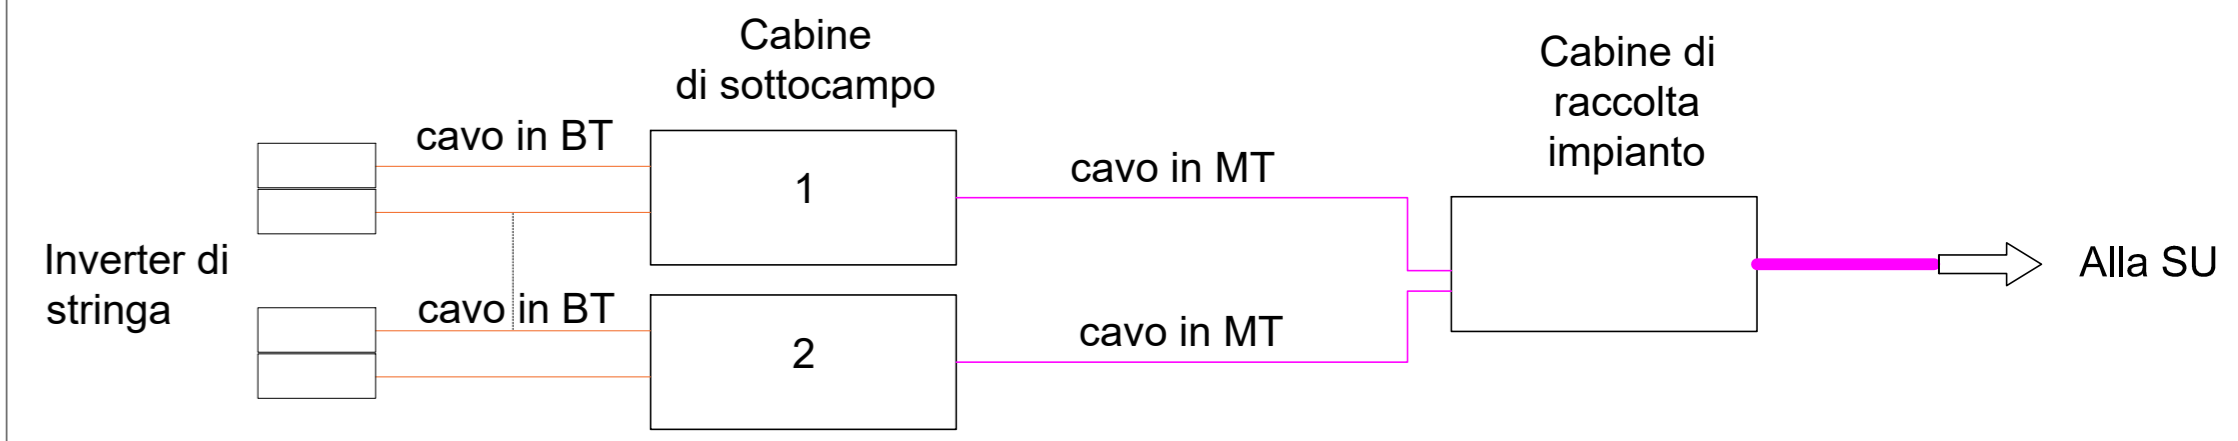 Cabine
di sottocampo
Cabine di
raccolta
impianto
cavo in BT
1
cavo in MT
Inverter di
stringa
Alla SU
cavo in BT
2
cavo in MT